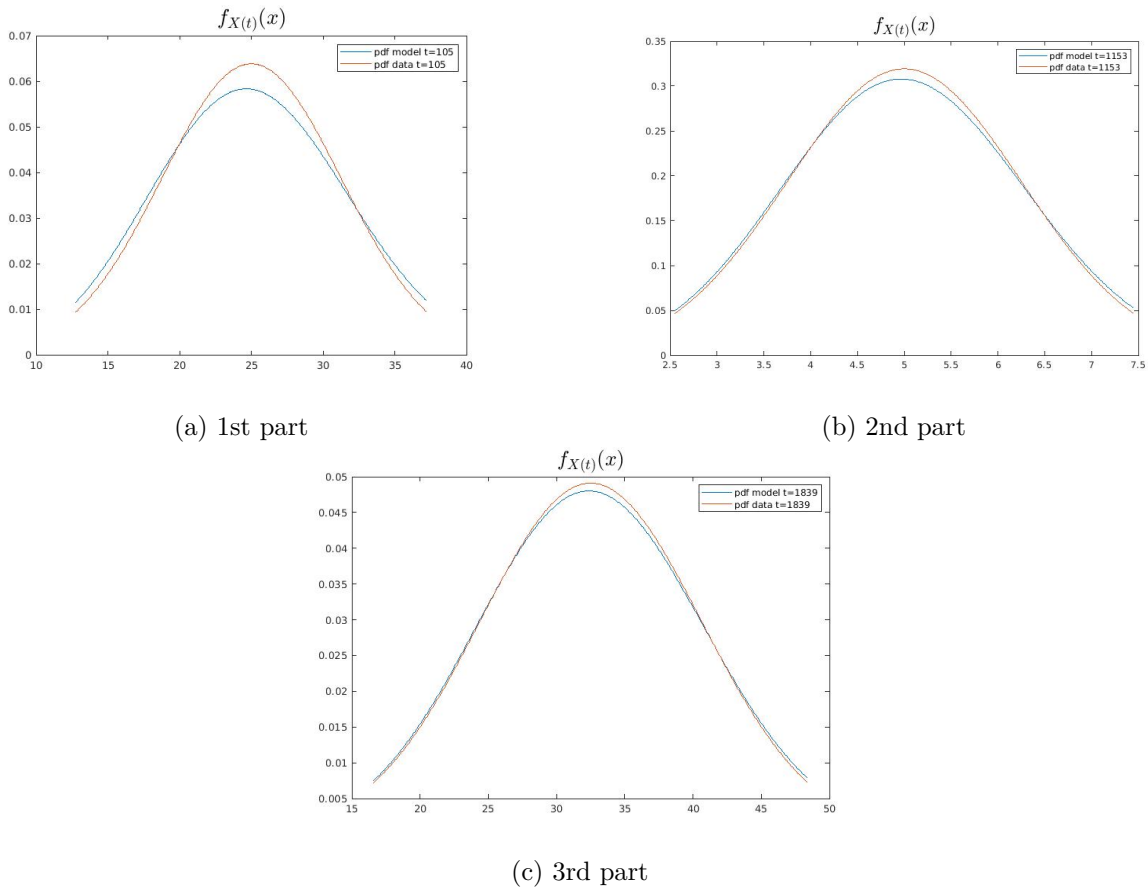 f_{X(t)}(x)
0.07
0.06
0.05
0.04
0.03
0.02
0.01
0
10 15 20 25 30 35 40
pdf model t=105
pdf data t=105
(a) 1st part
f_{X(t)}(x)
0.35
0.3
0.25
0.2
0.15
0.1
0.05
0
2.5 3 3.5 4 4.5 5 5.5 6 6.5 7 7.5
pdf model t=1153
pdf data t=1153
(b) 2nd part
f_{X(t)}(x)
0.05
0.045
0.04
0.035
0.03
0.025
0.02
0.015
0.01
0.005
15 20 25 30 35 40 45 50
pdf model t=1839
pdf data t=1839
(c) 3rd part